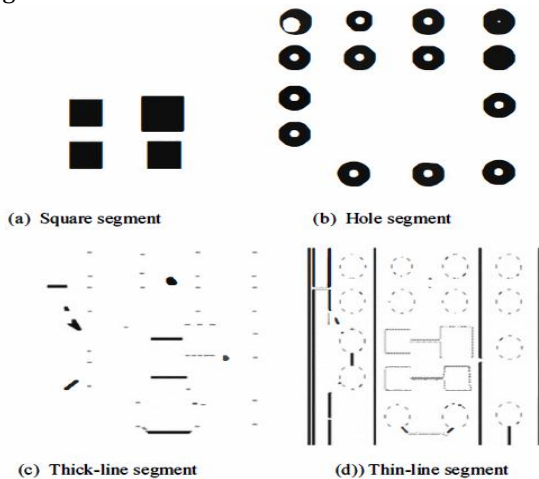 (a) Square segment
(b) Hole segment
(c) Thick-line segment
(d)) Thin-line segment